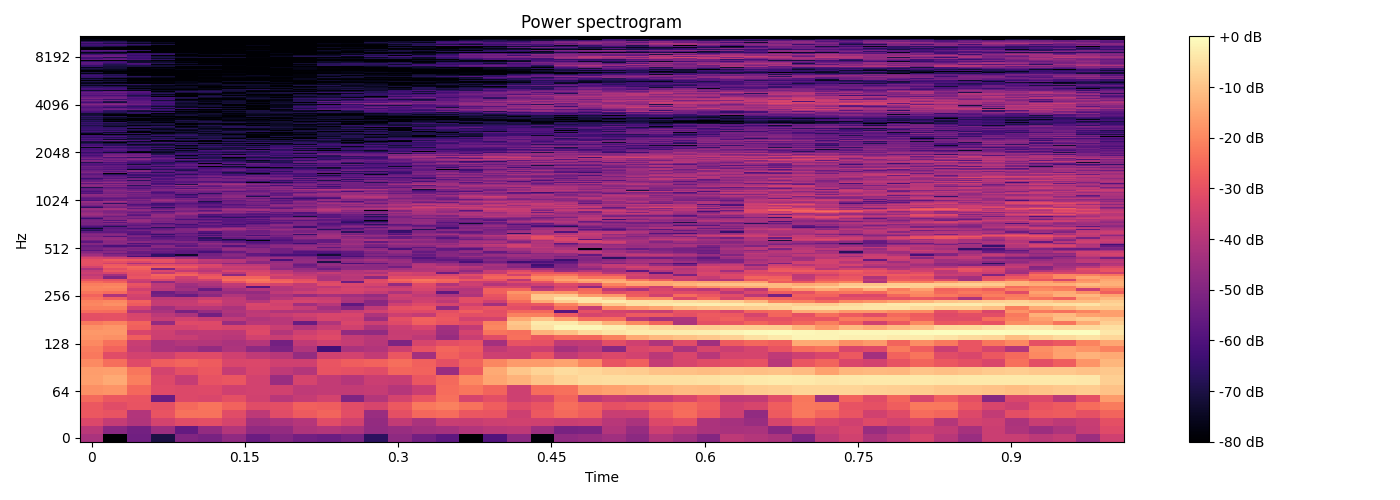 Power spectrogram
Hz
8192
4096
2048
1024
512
256
128
64
0
0 0.15 0.3 0.45 0.6 0.75 0.9
Time
+0 dB
-10 dB
-20 dB
-30 dB
-40 dB
-50 dB
-60 dB
-70 dB
-80 dB